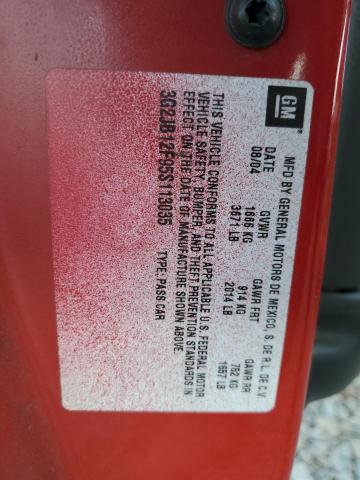 GM
MFD BY GENERAL MOTORS DE MEXICO, S. DE R.L. DE C.V.
DATE GVWR GAWR FRT GAWR RR
08/04 1666 KG 914 KG 752 KG
3671 LB 2014 LB 1657 LB
THIS VEHICLE CONFORMS TO ALL APPLICABLE U.S. FEDERAL MOTOR
VEHICLE SAFETY, BUMPER, AND THEFT PREVENTION STANDARDS IN
EFFECT ON THE DATE OF MANUFACTURE SHOWN ABOVE
3G2JB12F95S113035 TYPE: PASS CAR